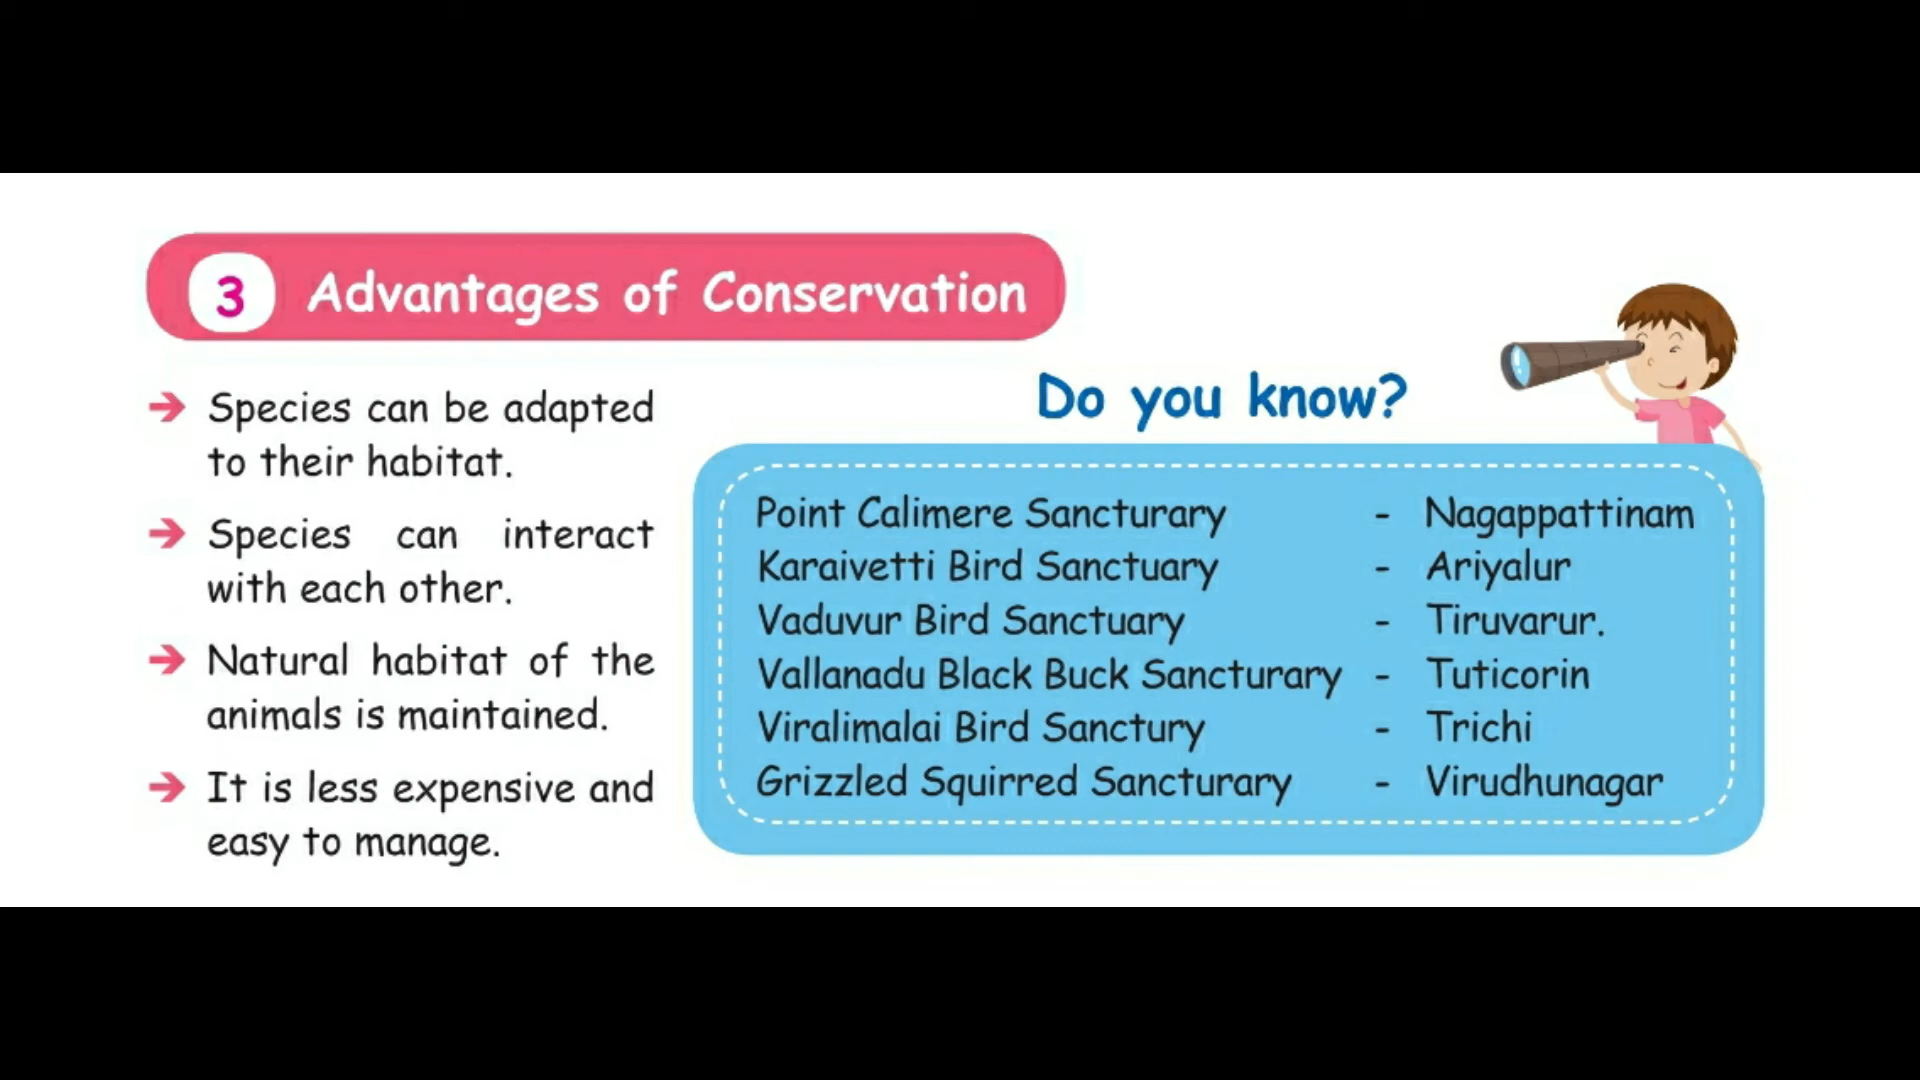 3 Advantages of Conservation
➔ Species can be adapted
to their habitat.
➔ Species can interact
with each other.
➔ Natural habitat of the
animals is maintained.
➔ It is less expensive and
easy to manage.
Do you know?
Point Calimere Sancturary - Nagappattinam
Karaivetti Bird Sanctuary - Ariyalur
Vaduvur Bird Sanctuary - Tiruvarur.
Vallanadu Black Buck Sancturary - Tuticorin
Viralimalai Bird Sanctury - Trichi
Grizzled Squirred Sancturary - Virudhunagar